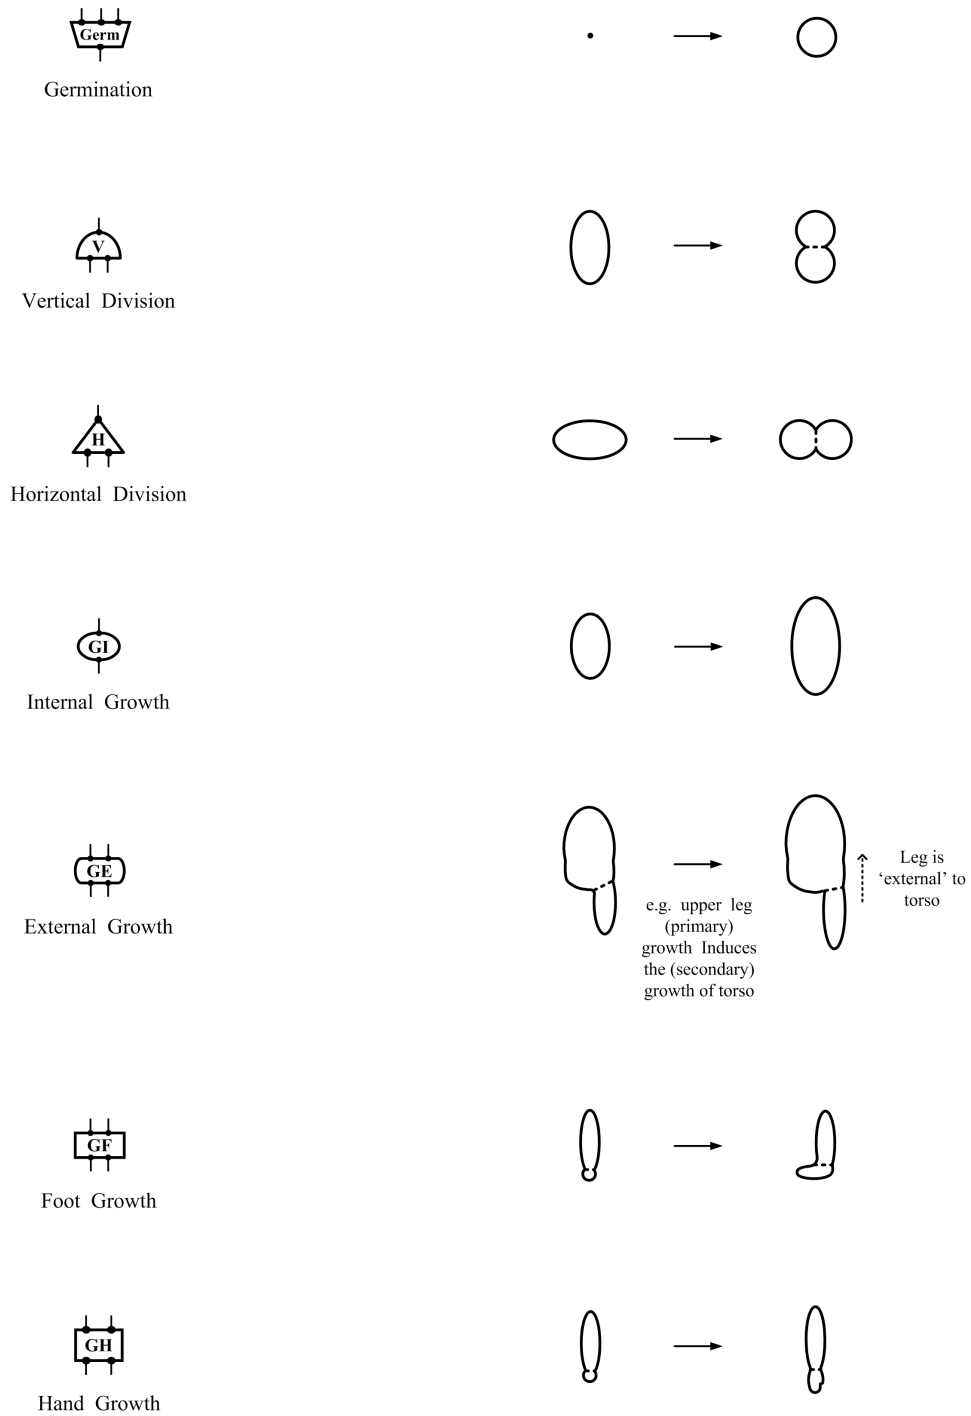 Germ
Germination
V
Vertical Division
H
Horizontal Division
GI
Internal Growth
GE
External Growth
e.g. upper leg
(primary)
growth Induces
the (secondary)
growth of torso
Leg is
‘external’ to
torso
GF
Foot Growth
GH
Hand Growth